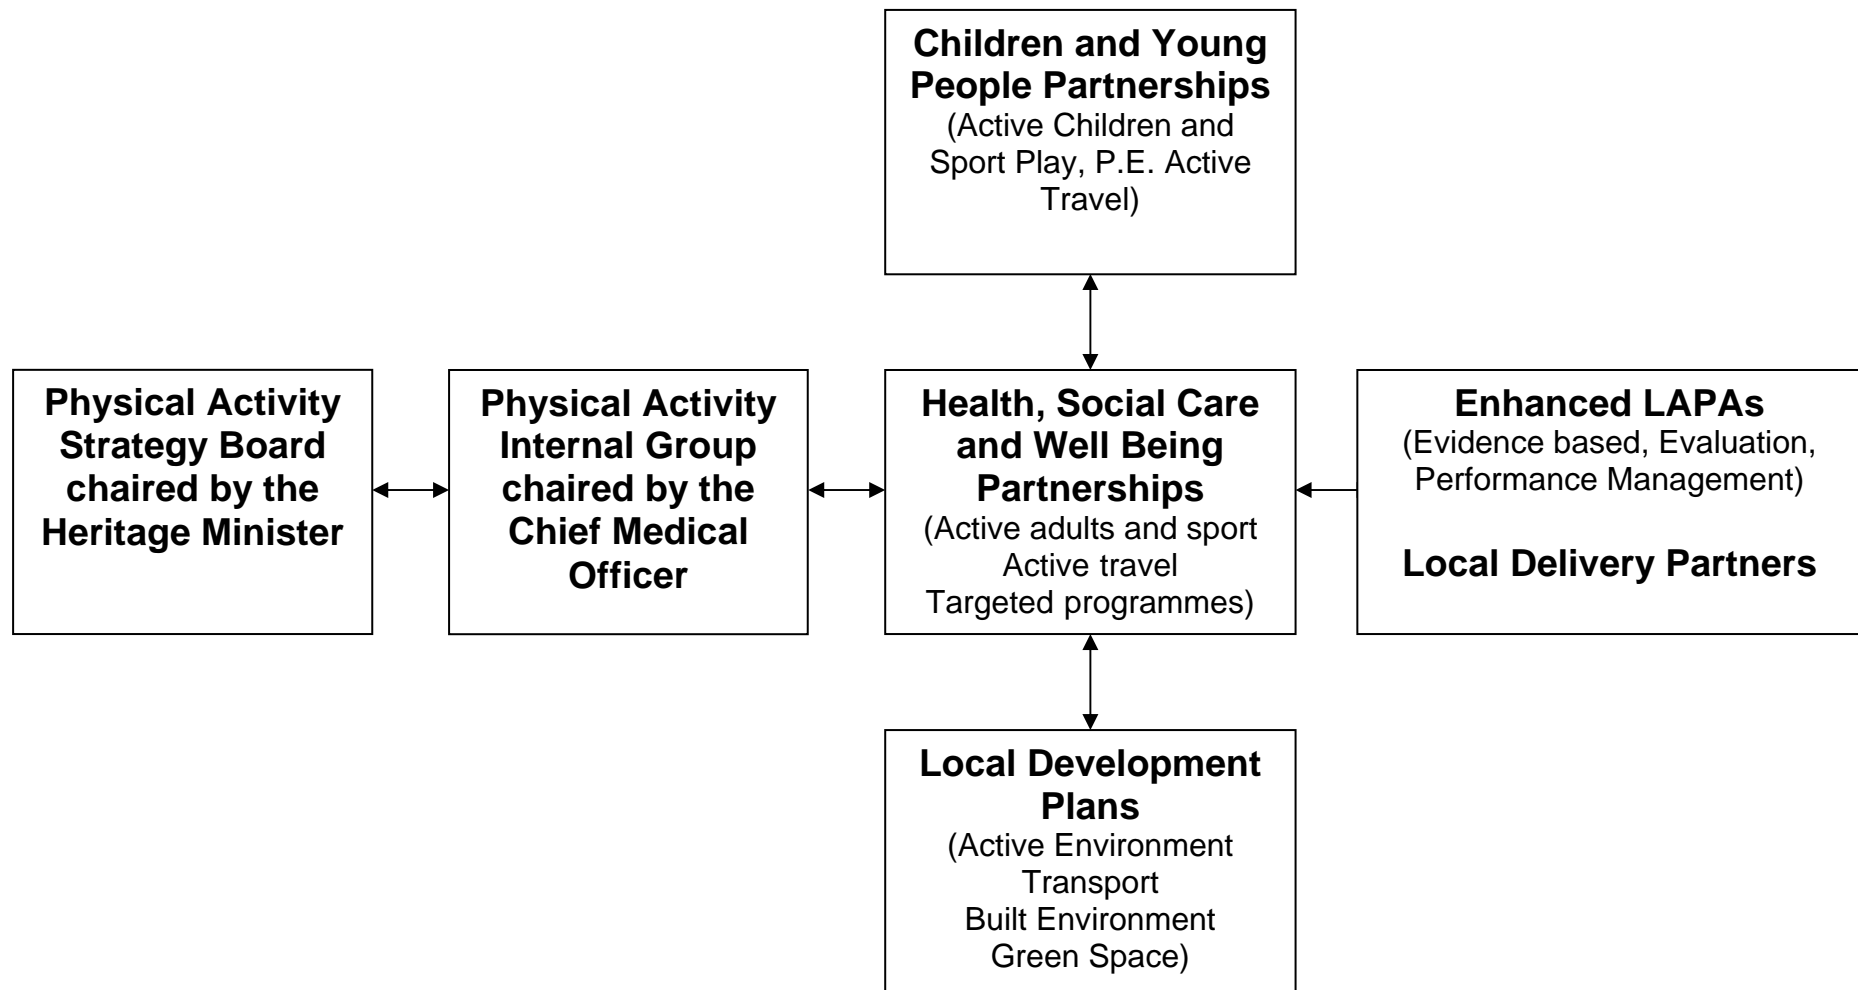 Children and Young
People Partnerships
(Active Children and
Sport Play, P.E. Active
Travel)
Physical Activity
Strategy Board
chaired by the
Heritage Minister
Physical Activity
Internal Group
chaired by the
Chief Medical
Officer
Health, Social Care
and Well Being
Partnerships
(Active adults and sport
Active travel
Targeted programmes)
Enhanced LAPAs
(Evidence based, Evaluation,
Performance Management)
Local Delivery Partners
Local Development
Plans
(Active Environment
Transport
Built Environment
Green Space)